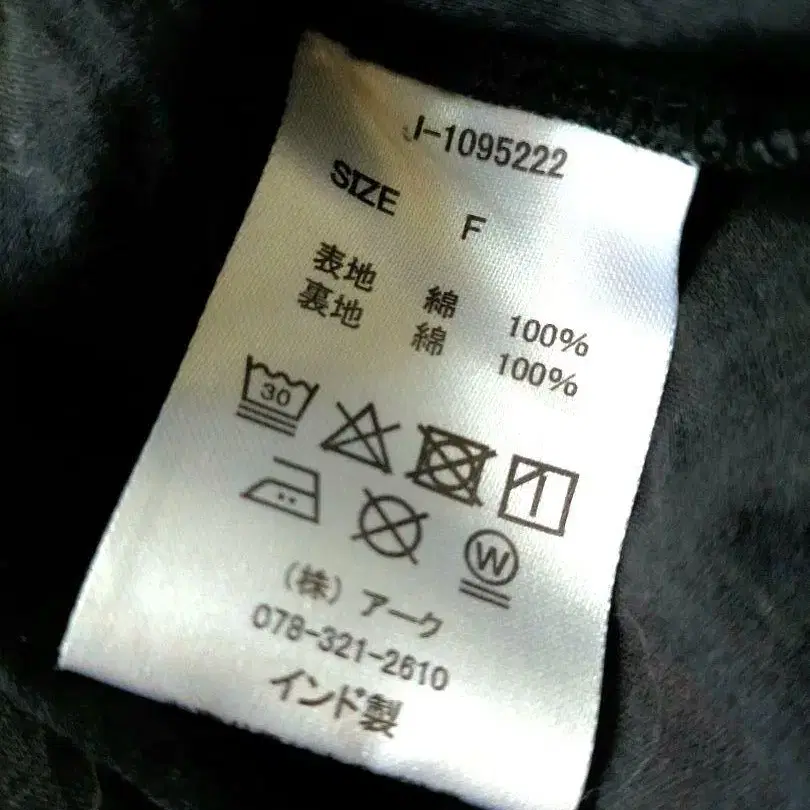 J-1095222
SIZE F
表地 綿 100%
裏地 綿 100%
30
W
(株) アーク
078-321-2610
インド製